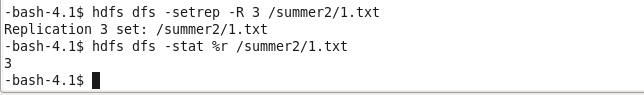 -bash-4.1$ hdfs dfs -setrep -R 3 /summer2/1.txt
Replication 3 set: /summer2/1.txt
-bash-4.1$ hdfs dfs -stat %r /summer2/1.txt
3
-bash-4.1$